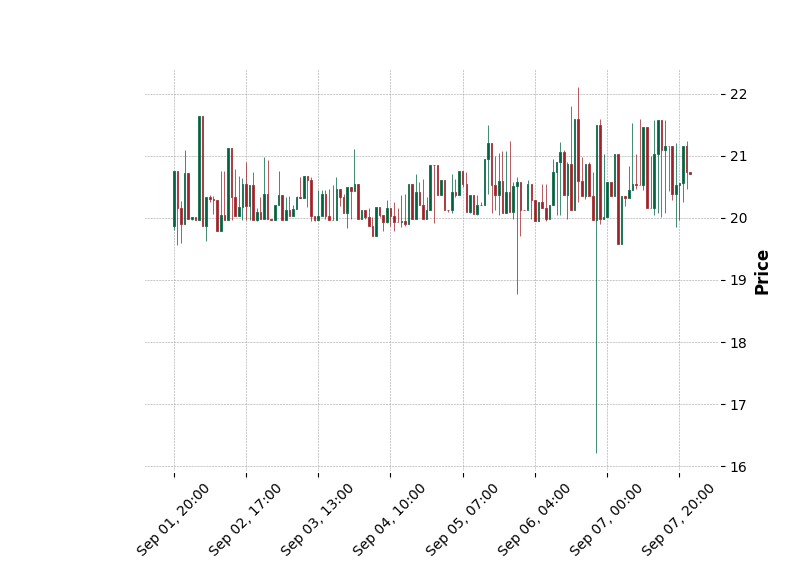 22
21
20
19
18
17
16
Price
Sep 01, 20:00
Sep 02, 17:00
Sep 03, 13:00
Sep 04, 10:00
Sep 05, 07:00
Sep 06, 04:00
Sep 07, 00:00
Sep 07, 20:00